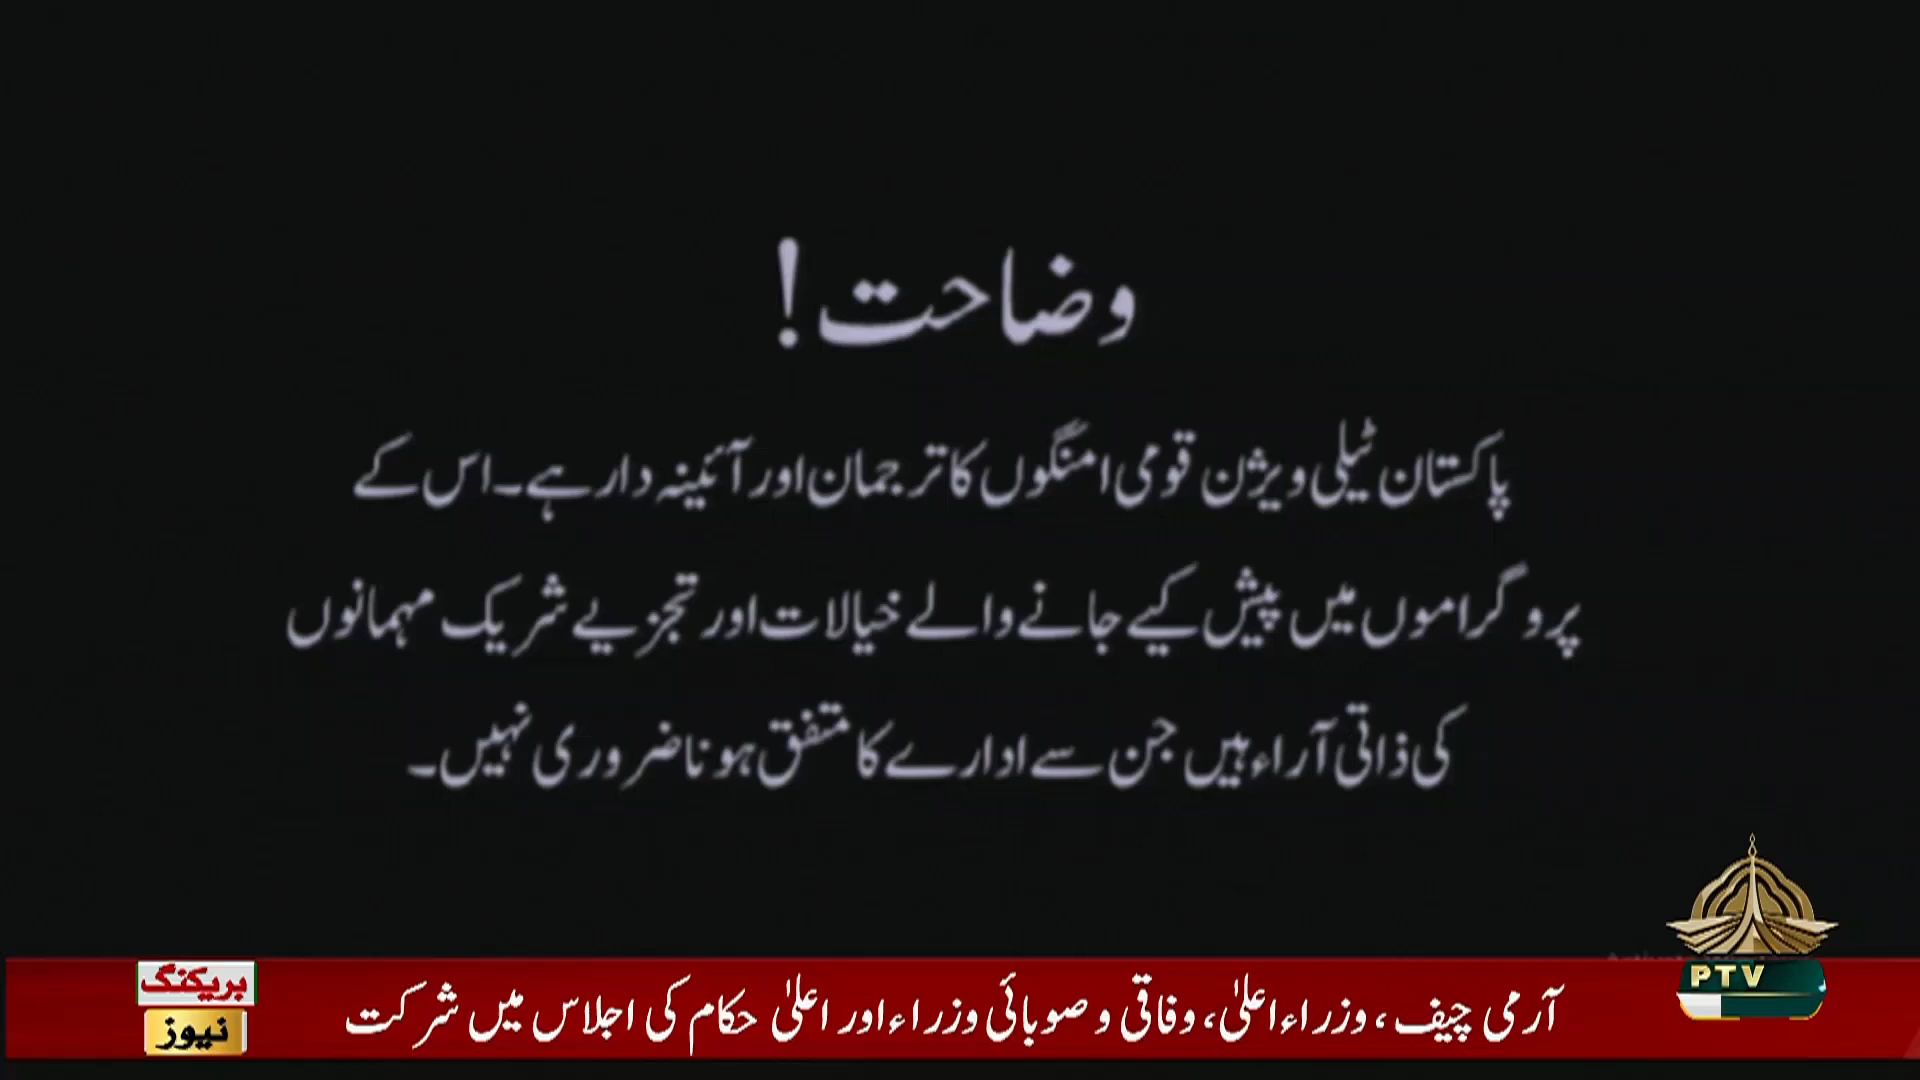 وضاحت!
پاکستان ٹیلی ویژن قومی امنگوں کا ترجمان اور آئینہ دار ہے۔ اس کے
پروگراموں میں پیش کیے جانے والے خیالات اور تجزیے شریک مہمانوں
کی ذاتی آراء ہیں جن سے ادارے کا متفق ہونا ضروری نہیں۔
PTV
بریکنگ
نیوز
آرمی چیف، وزراء اعلیٰ، وفاقی و صوبائی وزراء اور اعلیٰ حکام کی اجلاس میں شرکت